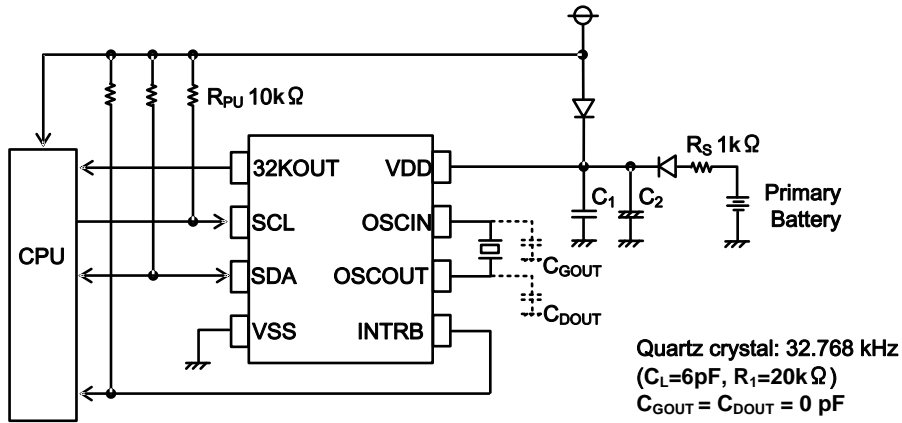 R_PU 10kΩ
R_S 1kΩ
32KOUT
VDD
Primary
Battery
C_1
C_2
SCL
OSCIN
CPU
C_GOUT
SDA
OSCOUT
C_DOUT
VSS
INTRB
Quartz crystal: 32.768 kHz
(C_L=6pF, R_1=20kΩ)
C_GOUT = C_DOUT = 0 pF